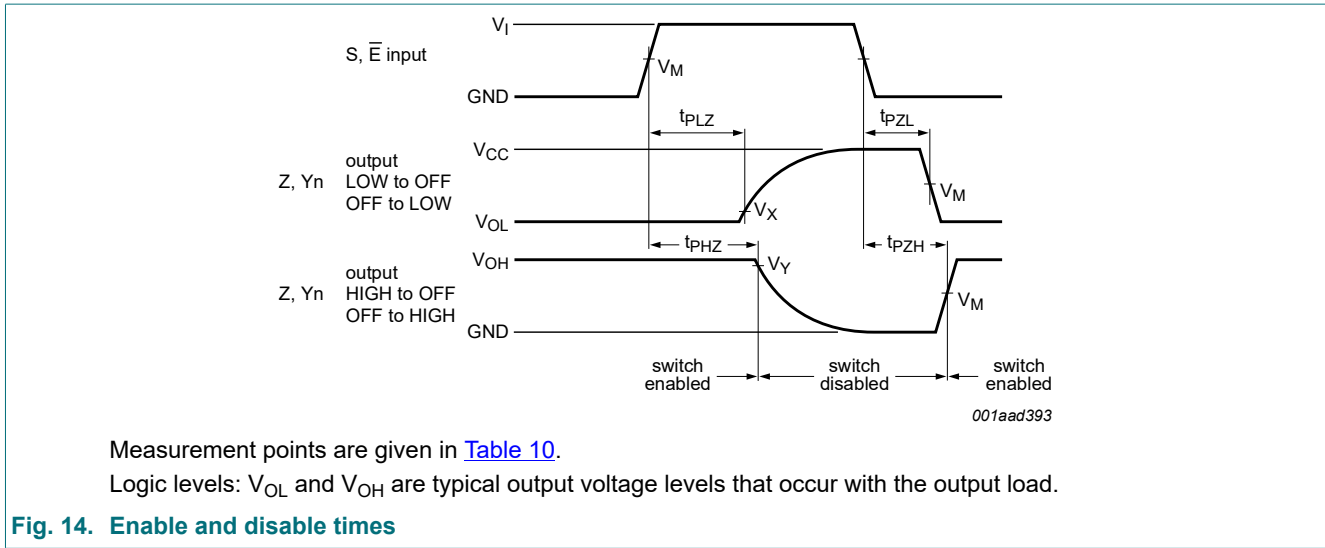 V_I
S, E̅ input
V_M
GND
t_PLZ
t_PZL
V_CC
output
Z, Yn LOW to OFF
OFF to LOW
V_M
V_X
V_OL
t_PHZ
t_PZH
V_OH
V_Y
output
Z, Yn HIGH to OFF
OFF to HIGH
V_M
GND
switch enabled
switch disabled
switch enabled
001aad393
Measurement points are given in Table 10.
Logic levels: V_OL and V_OH are typical output voltage levels that occur with the output load.
Fig. 14. Enable and disable times